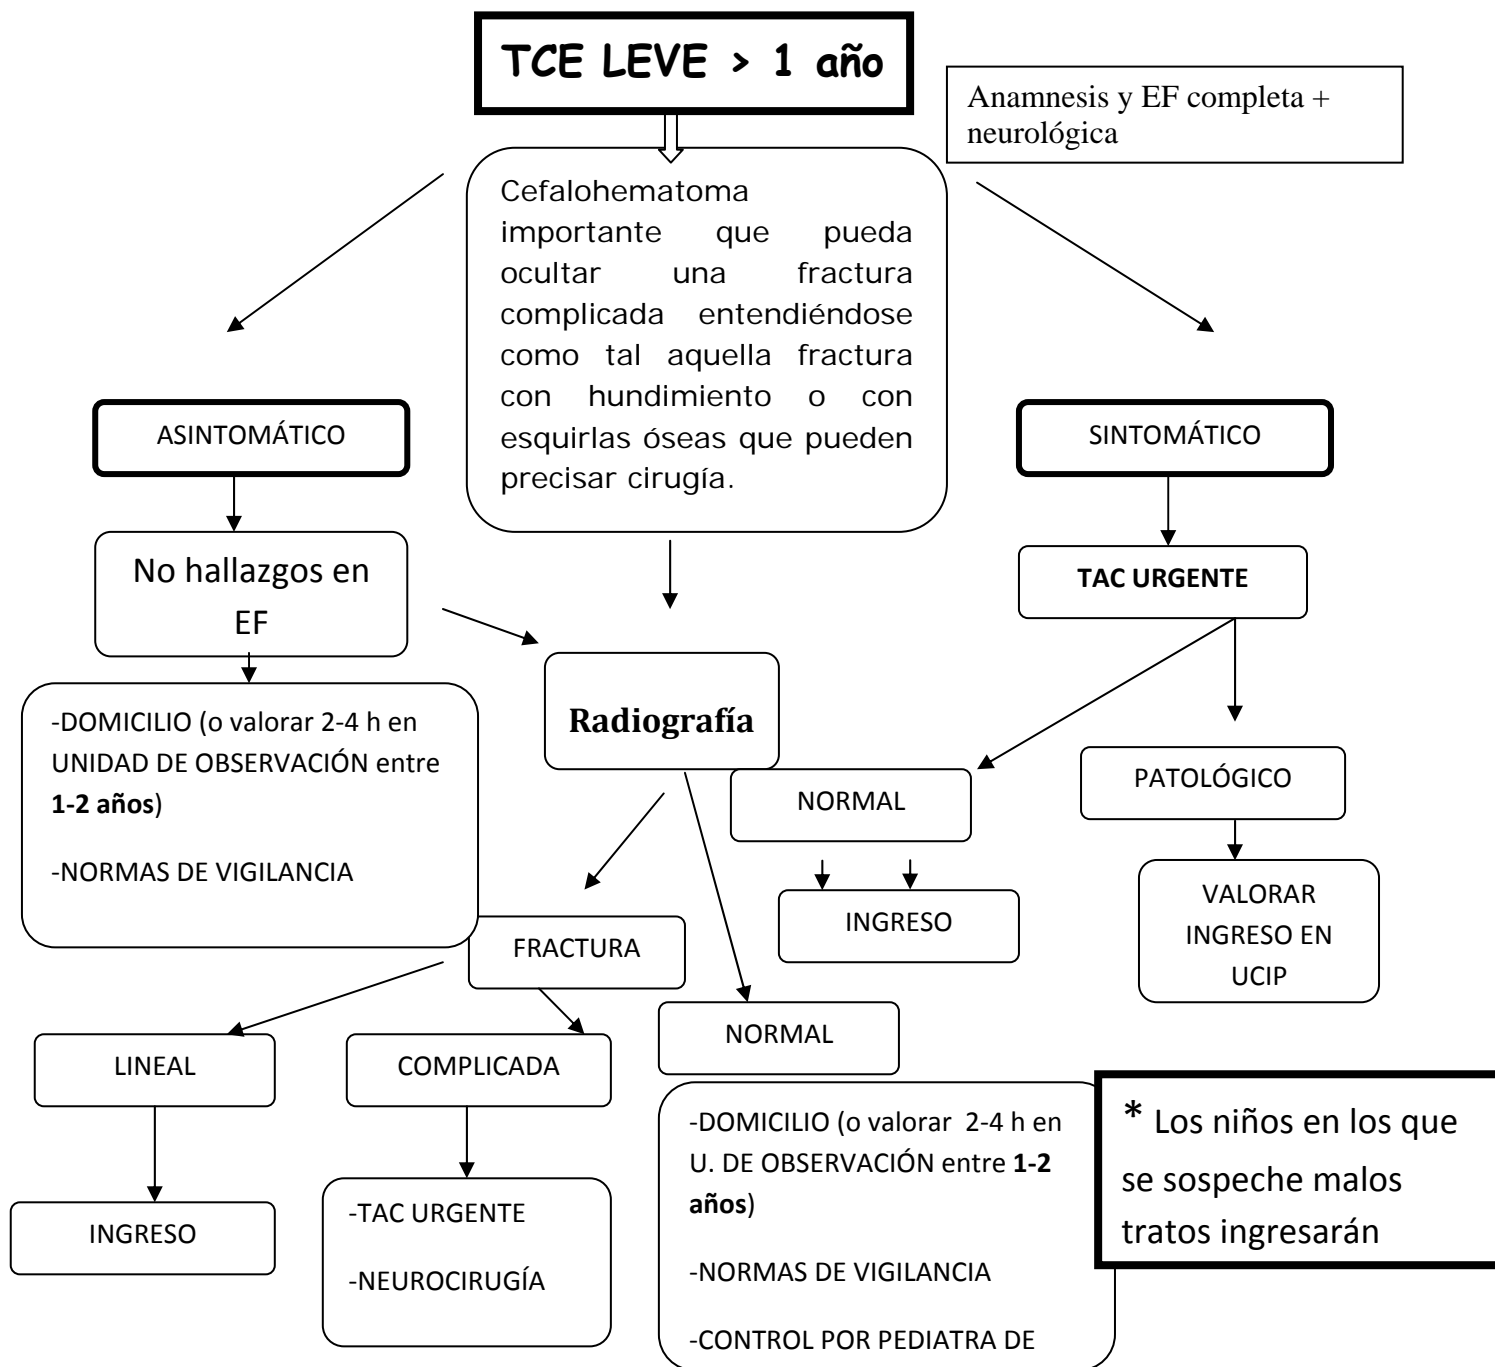 TCE LEVE > 1 año
Anamnesis y EF completa +
neurológica
Cefalohematoma
importante que pueda
ocultar una fractura
complicada entendiéndose
como tal aquella fractura
con hundimiento o con
esquirlas óseas que pueden
precisar cirugía.
ASINTOMÁTICO
SINTOMÁTICO
No hallazgos en
EF
TAC URGENTE
-DOMICILIO (o valorar 2-4 h en
UNIDAD DE OBSERVACIÓN entre
1-2 años)
-NORMAS DE VIGILANCIA
Radiografía
NORMAL
PATOLÓGICO
INGRESO
VALORAR
INGRESO EN
UCIP
FRACTURA
NORMAL
LINEAL
COMPLICADA
INGRESO
-TAC URGENTE
-NEUROCIRUGÍA
-DOMICILIO (o valorar 2-4 h en
U. DE OBSERVACIÓN entre 1-2
años)
-NORMAS DE VIGILANCIA
-CONTROL POR PEDIATRA DE
* Los niños en los que
se sospeche malos
tratos ingresarán